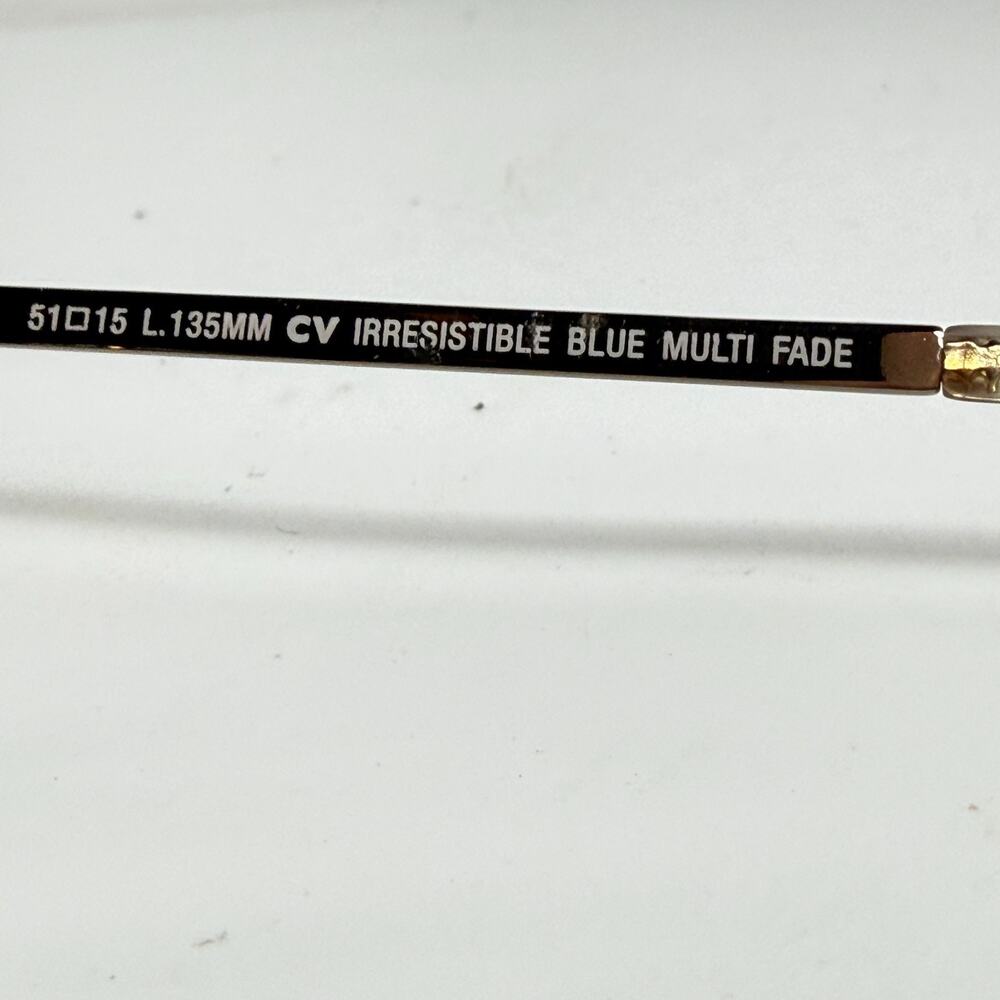 51□15 L.135MM CV IRRESISTIBLE BLUE MULTI FADE